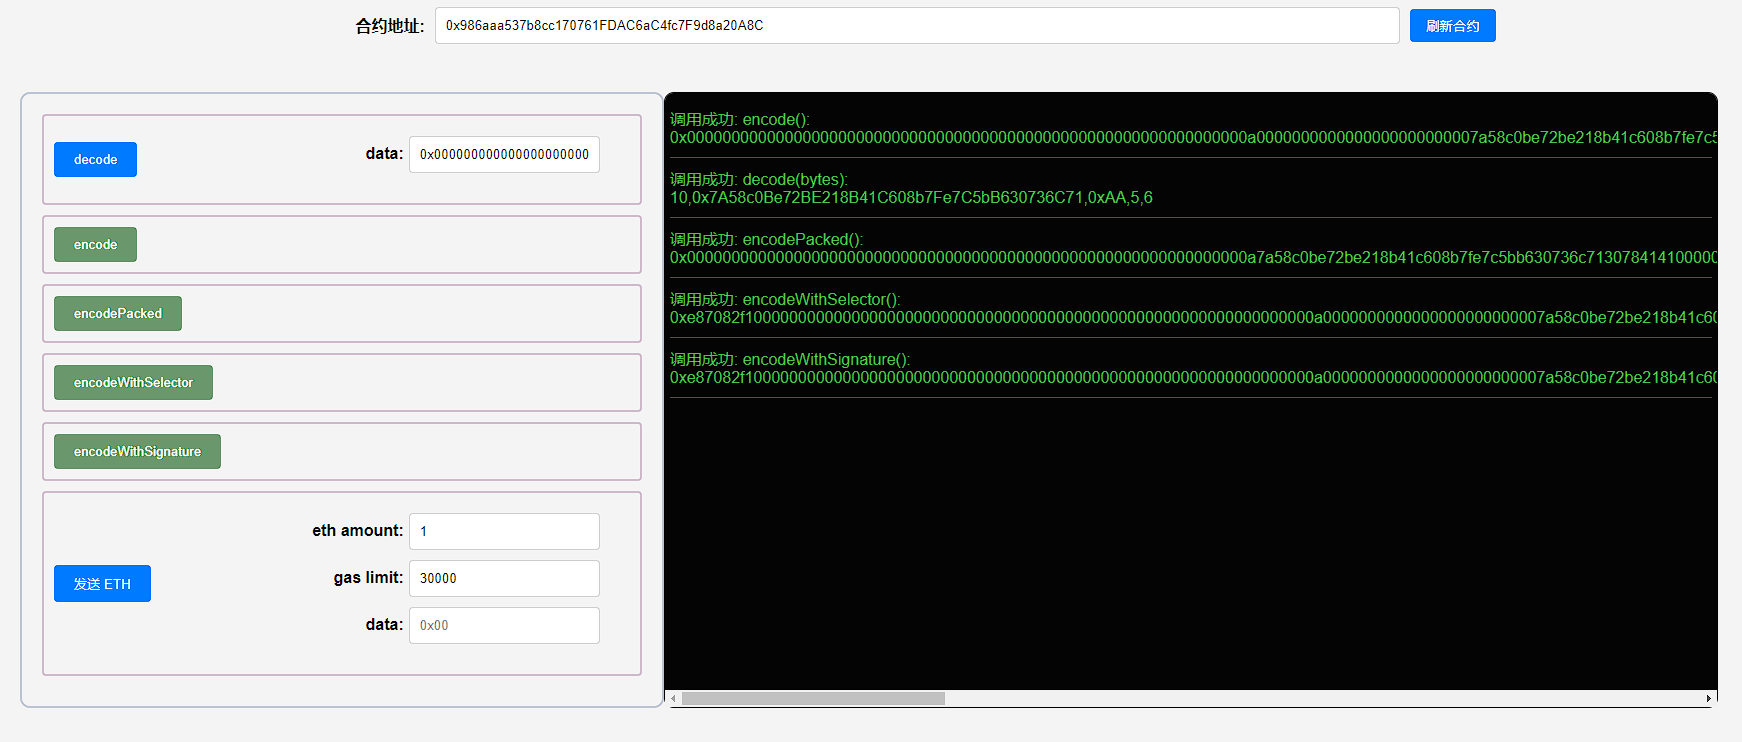 合约地址: 0x986aaa537b8cc170761FDAC6aC4fc7F9d8a20A8C 刷新合约
decode data: 0x000000000000000000000
encode
encodePacked
encodeWithSelector
encodeWithSignature
eth amount: 1
gas limit: 30000
发送 ETH
data: 0x00
调用成功: encode():
0x000000000000000000000000000000000000000000000000000000000000000a0000000000000000000000007a58c0be72be218b41c608b7fe7c5
调用成功: decode(bytes):
10,0x7A58c0Be72BE218B41C608b7Fe7C5bB630736C71,0xAA,5,6
调用成功: encodePacked():
0x000000000000000000000000000000000000000000000000000000000000000a7a58c0be72be218b41c608b7fe7c5bb630736c713078414100000
调用成功: encodeWithSelector():
0xe87082f1000000000000000000000000000000000000000000000000000000000000000a0000000000000000000000007a58c0be72be218b41c60
调用成功: encodeWithSignature():
0xe87082f1000000000000000000000000000000000000000000000000000000000000000a0000000000000000000000007a58c0be72be218b41c60